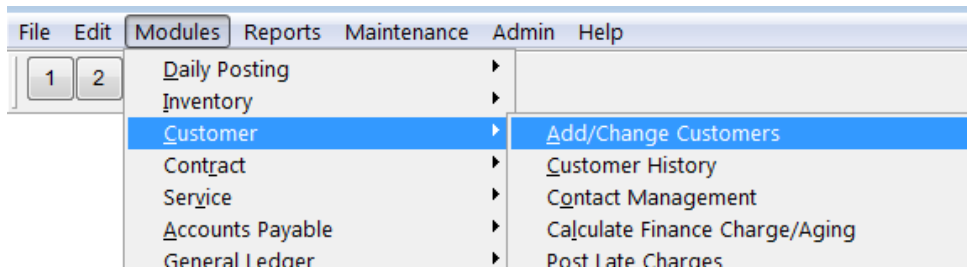 File Edit Modules Reports Maintenance Admin Help
1 2
Daily Posting
Inventory
Customer
Contract
Service
Accounts Payable
General Ledger
Add/Change Customers
Customer History
Contact Management
Calculate Finance Charge/Aging
Post Late Charges